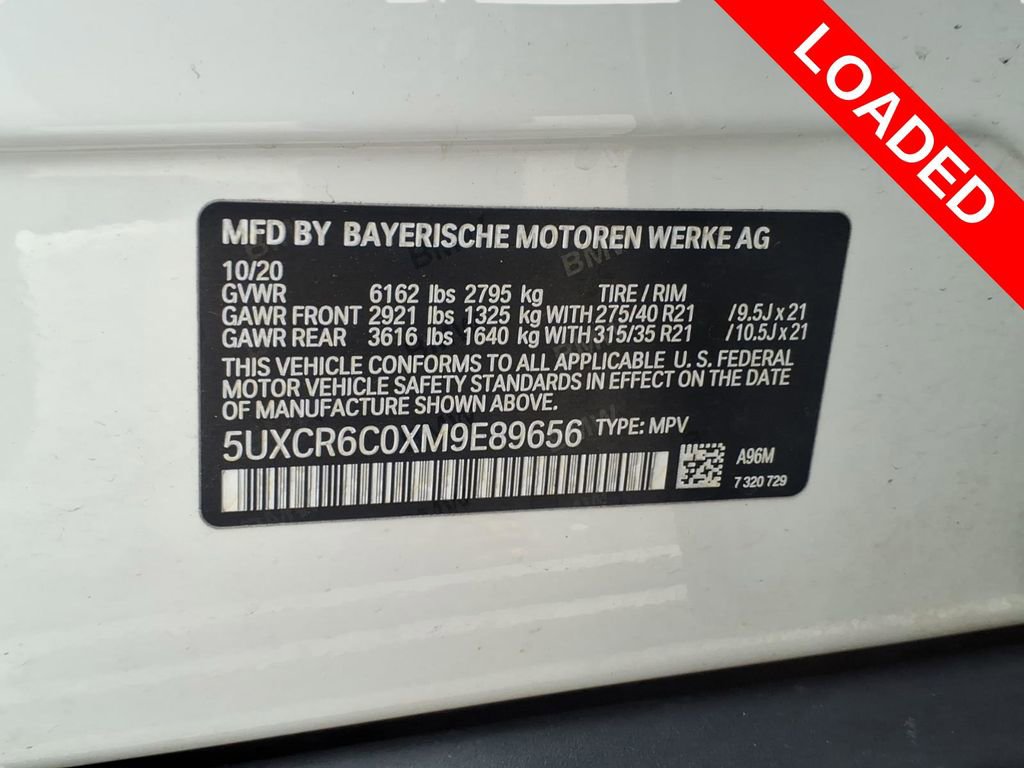 LOADED
MFD BY BAYERISCHE MOTOREN WERKE AG
10/20
GVWR 6162 lbs 2795 kg TIRE / RIM
GAWR FRONT 2921 lbs 1325 kg WITH 275/40 R21 /9.5J x 21
GAWR REAR 3616 lbs 1640 kg WITH 315/35 R21 /10.5J x 21
THIS VEHICLE CONFORMS TO ALL APPLICABLE U. S. FEDERAL
MOTOR VEHICLE SAFETY STANDARDS IN EFFECT ON THE DATE
OF MANUFACTURE SHOWN ABOVE.
5UXCR6C0XM9E89656 TYPE: MPV
A96M
7 320 729